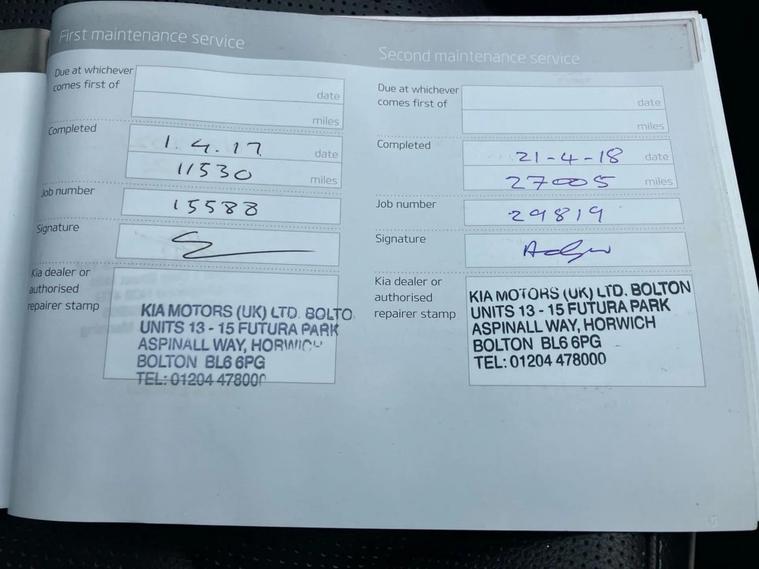 First maintenance service
Due at whichever
comes first of
date
miles
Completed
1.4.17 date
11530 miles
Job number
15588
Signature
Kia dealer or
authorised
repairer stamp
KIA MOTORS (UK) LTD. BOLTO
UNITS 13 - 15 FUTURA PARK
ASPINALL WAY, HORWICH
BOLTON BL6 6PG
TEL: 01204 478000
Second maintenance service
Due at whichever
comes first of
date
miles
Completed
21-4-18 date
27005 miles
Job number
29819
Signature
Kia dealer or
authorised
repairer stamp
KIA MOTORS (UK) LTD. BOLTON
UNITS 13 - 15 FUTURA PARK
ASPINALL WAY, HORWICH
BOLTON BL6 6PG
TEL: 01204 478000